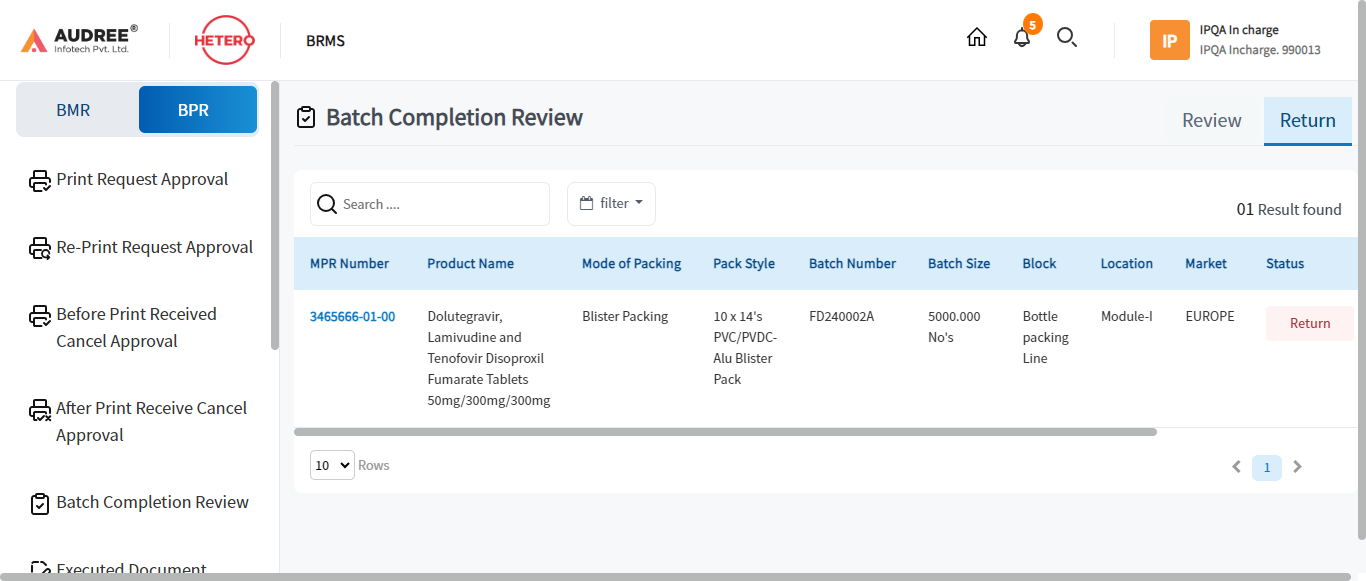 AUDREE®
Infotech Pvt. Ltd.
HETERO
BRMS
5
IP
IPQA In charge
IPQA Incharge. 990013
BMR
BPR
Print Request Approval
Re-Print Request Approval
Before Print Received
Cancel Approval
After Print Receive Cancel
Approval
Batch Completion Review
Executed Document
Batch Completion Review
Review
Return
Search ....
filter
01 Result found
MPR Number Product Name Mode of Packing Pack Style Batch Number Batch Size Block Location Market Status
3465666-01-00 Dolutegravir, Blister Packing 10 x 14's FD240002A 5000.000 Bottle Module-I EUROPE Return
Lamivudine and PVC/PVDC- No's packing
Tenofovir Disoproxil Alu Blister Line
Fumarate Tablets Pack
50mg/300mg/300mg
10 Rows
1